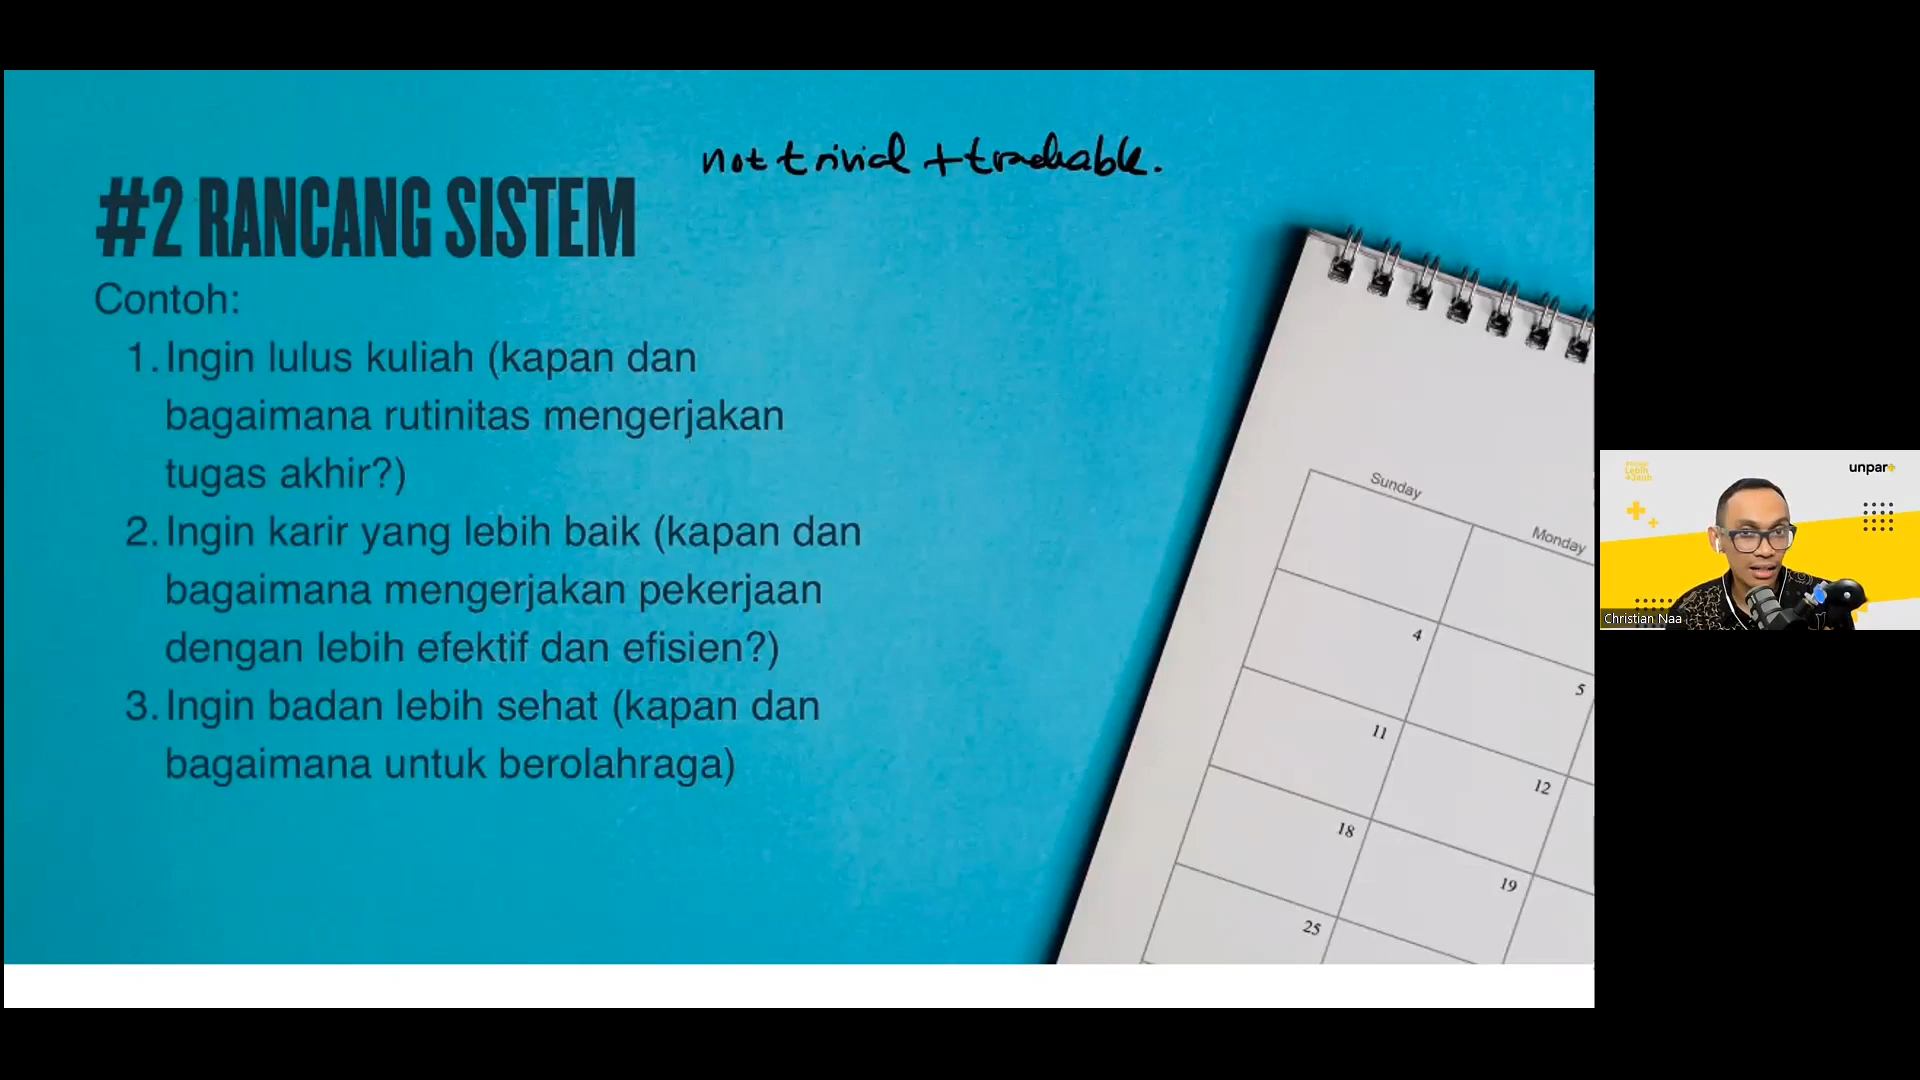 not trivial + trackable.
#2 RANCANG SISTEM
Contoh:
1. Ingin lulus kuliah (kapan dan
bagaimana rutinitas mengerjakan
tugas akhir?)
2. Ingin karir yang lebih baik (kapan dan
bagaimana mengerjakan pekerjaan
dengan lebih efektif dan efisien?)
3. Ingin badan lebih sehat (kapan dan
bagaimana untuk berolahraga)
Sunday
Monday
4
5
11
12
18
19
25
Lebih
unpar
Christian Naa